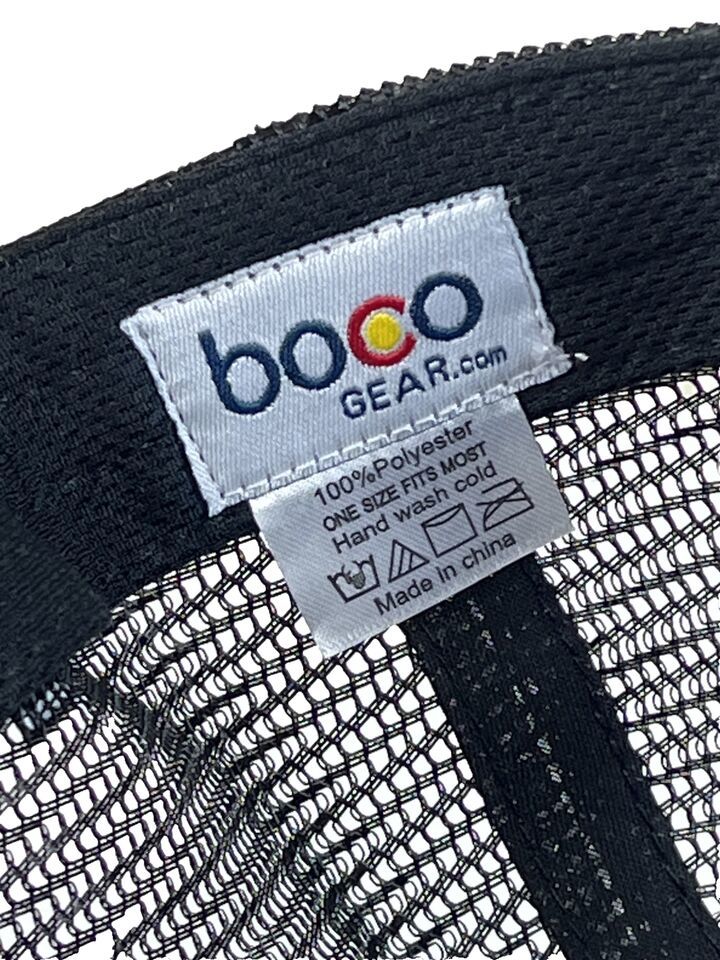 boco
GEAR.com
100%Polyester
ONE SIZE FITS MOST
Hand wash cold
Made in china